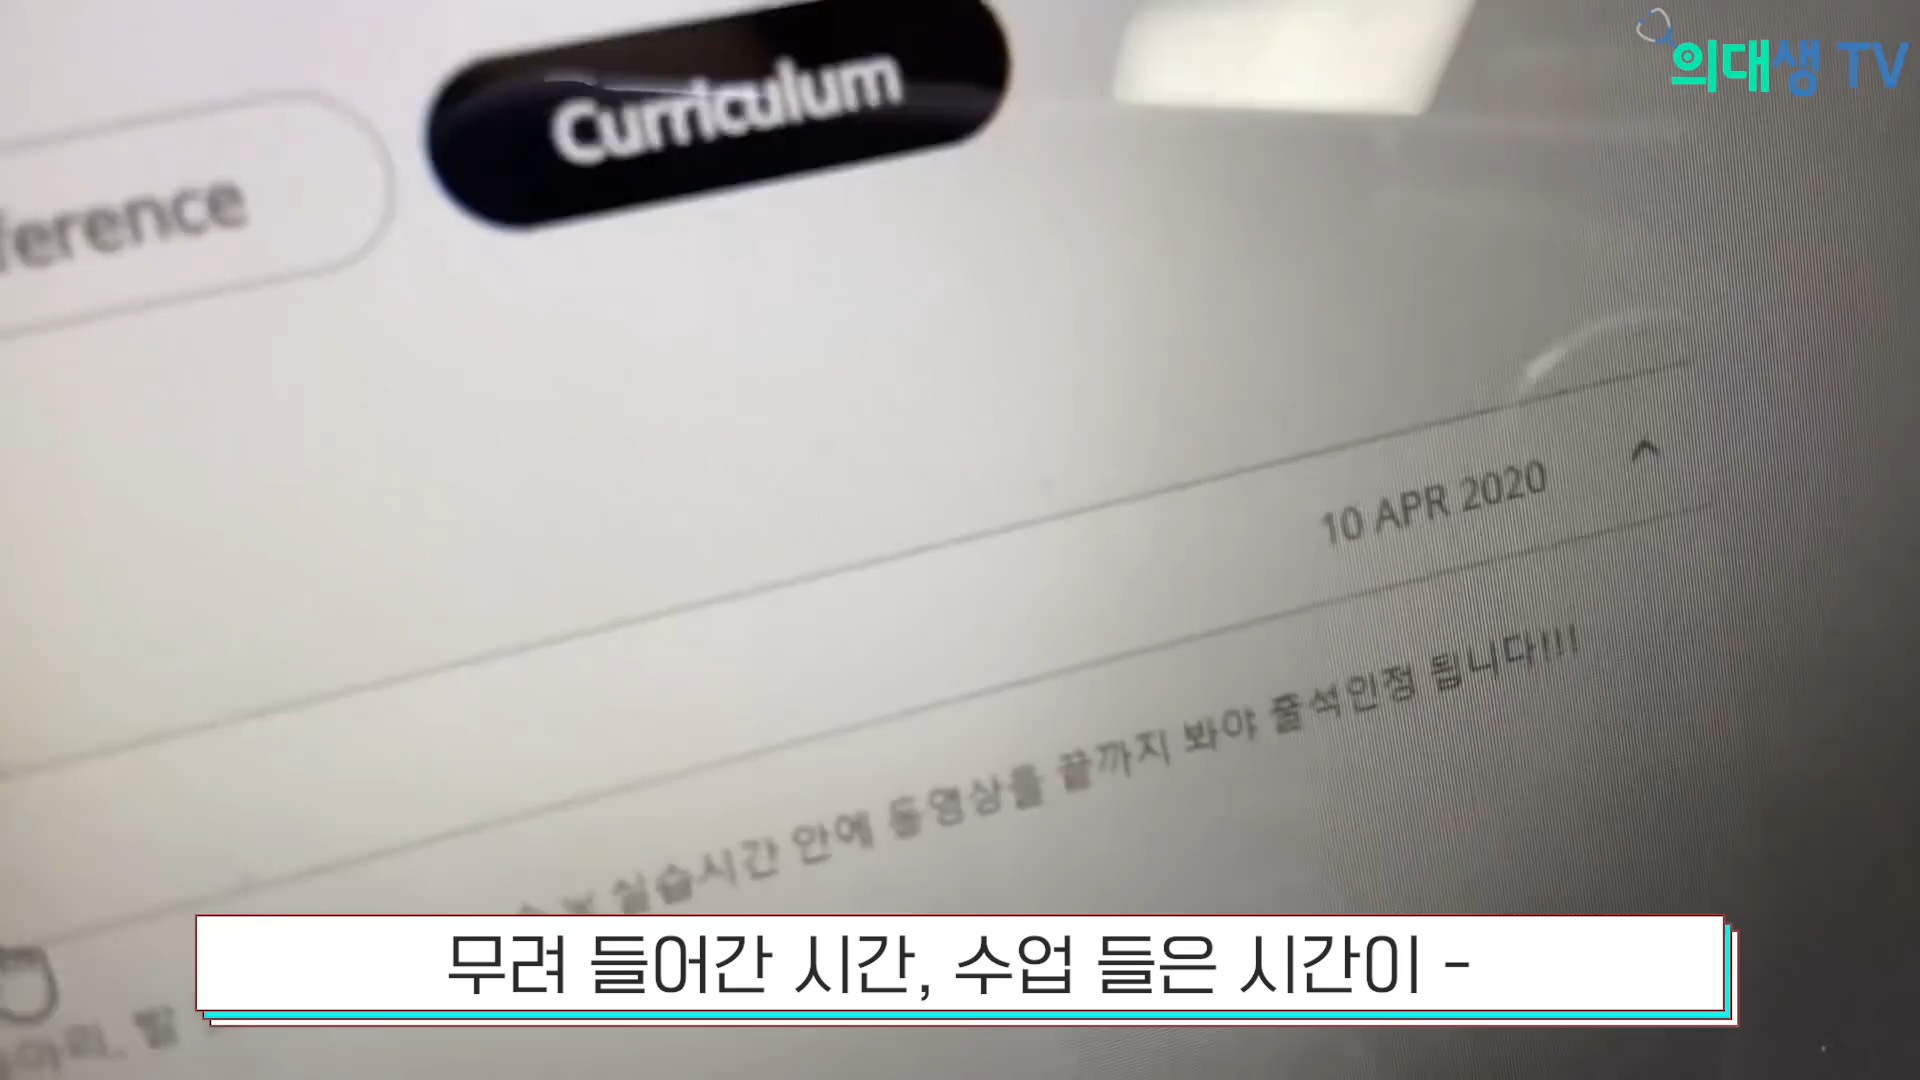 의대생 TV
Curriculum
ference
10 APR 2020
실습시간 안에 동영상을 끝까지 봐야 출석인정 됩니다!!!
무려 들어간 시간, 수업 들은 시간이 -